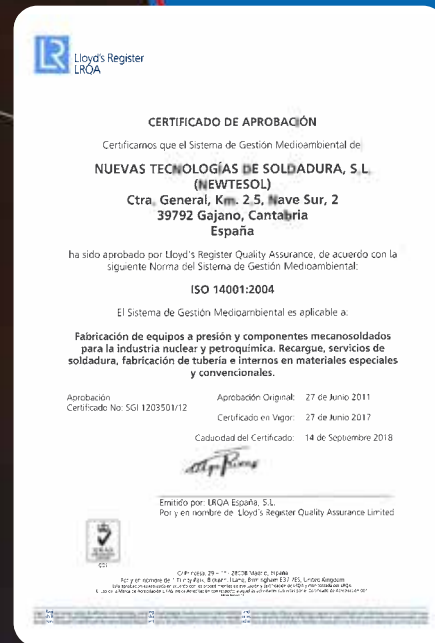 LR
Lloyd's Register
LRQA
CERTIFICADO DE APROBACIÓN
Certificamos que el Sistema de Gestión Medioambiental de
NUEVAS TECNOLOGÍAS DE SOLDADURA, S.L.
(NEWTESOL)
Ctra. General, Km. 2,5, Nave Sur, 2
39792 Gajano, Cantabria
España
ha sido aprobado por Lloyd's Register Quality Assurance, de acuerdo con la
siguiente Norma del Sistema de Gestión Medioambiental:
ISO 14001:2004
El Sistema de Gestión Medioambiental es aplicable a:
Fabricación de equipos a presión y componentes mecanosoldados
para la industria nuclear y petroquímica. Recargue, servicios de
soldadura, fabricación de tubería e internos en materiales especiales
y convencionales.
Aprobación
Certificado No: SGI 1203501/12
Aprobación Original: 27 de Junio 2011
Certificado en Vigor: 27 de Junio 2017
Caducidad del Certificado: 14 de Septiembre 2018
Emitido por: LRQA España, S.L.
Por y en nombre de Lloyd's Register Quality Assurance Limited
001